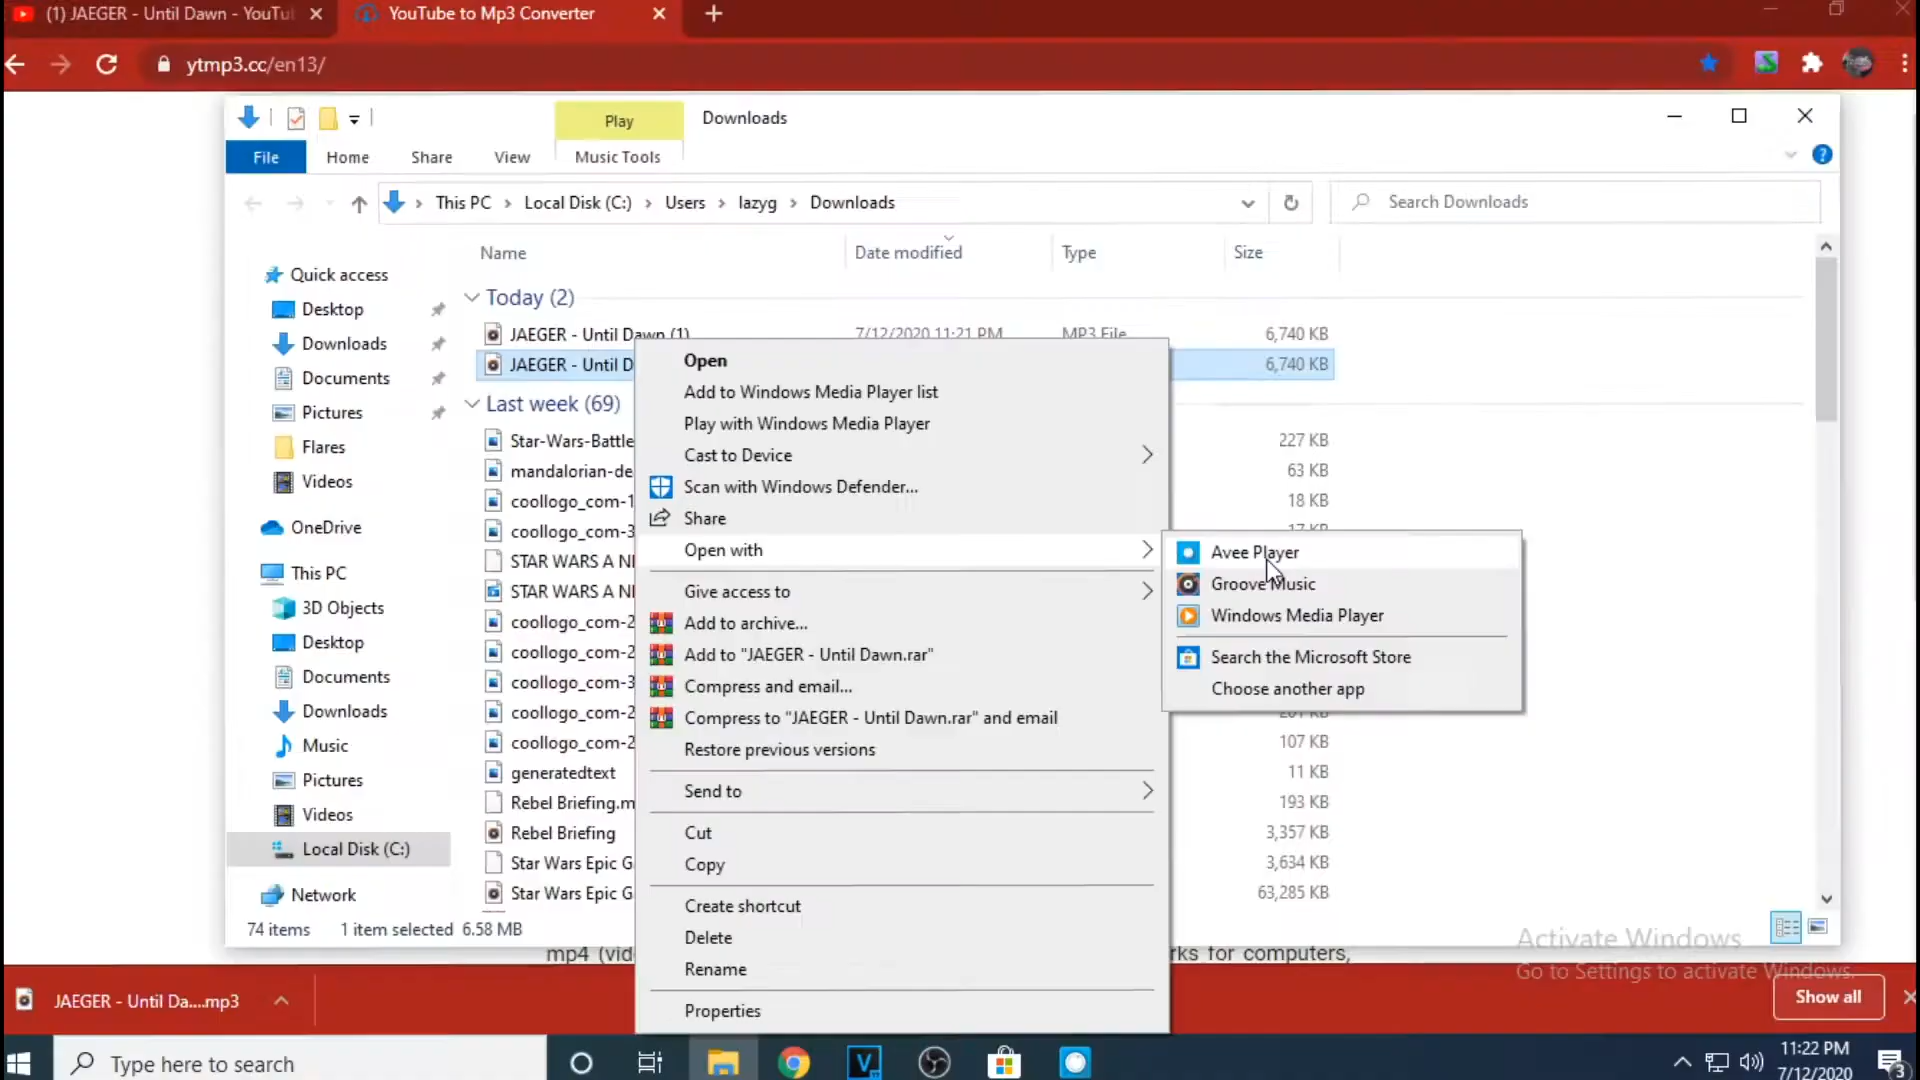 (1) JAEGER - Until Dawn - YouTu
YouTube to Mp3 Converter
ytmp3.cc/en13/
Play
Downloads
File
Home
Share
View
Music Tools
This PC
Local Disk (C:)
Users
lazyg
Downloads
Search Downloads
Name
Date modified
Type
Size
Quick access
Desktop
Downloads
Documents
Pictures
Flares
Videos
OneDrive
This PC
3D Objects
Desktop
Documents
Downloads
Music
Pictures
Videos
Local Disk (C:)
Network
Today (2)
JAEGER - Until Dawn (1) 7/12/2020 11:21 PM MP3 File 6,740 KB
JAEGER - Until D 6,740 KB
Last week (69)
Star-Wars-Battle 227 KB
mandalorian-de 63 KB
coollogo_com-1 18 KB
coollogo_com-3 17 KB
STAR WARS A NE
STAR WARS A NE
coollogo_com-2
coollogo_com-2
coollogo_com-3
coollogo_com-2
coollogo_com-2 107 KB
generatedtext 11 KB
Rebel Briefing.m 193 KB
Rebel Briefing 3,357 KB
Star Wars Epic G 3,634 KB
Star Wars Epic G 63,285 KB
Open
Add to Windows Media Player list
Play with Windows Media Player
Cast to Device
Scan with Windows Defender...
Share
Open with
Give access to
Add to archive...
Add to "JAEGER - Until Dawn.rar"
Compress and email...
Compress to "JAEGER - Until Dawn.rar" and email
Restore previous versions
Send to
Cut
Copy
Create shortcut
Delete
Rename
Properties
Avee Player
Groove Music
Windows Media Player
Search the Microsoft Store
Choose another app
74 items 1 item selected 6.58 MB
mp4 (vid
rks for computers,
Activate Windows
Go to Settings to activate Windows.
JAEGER - Until Da....mp3
Show all
Type here to search
11:22 PM
7/12/2020
3